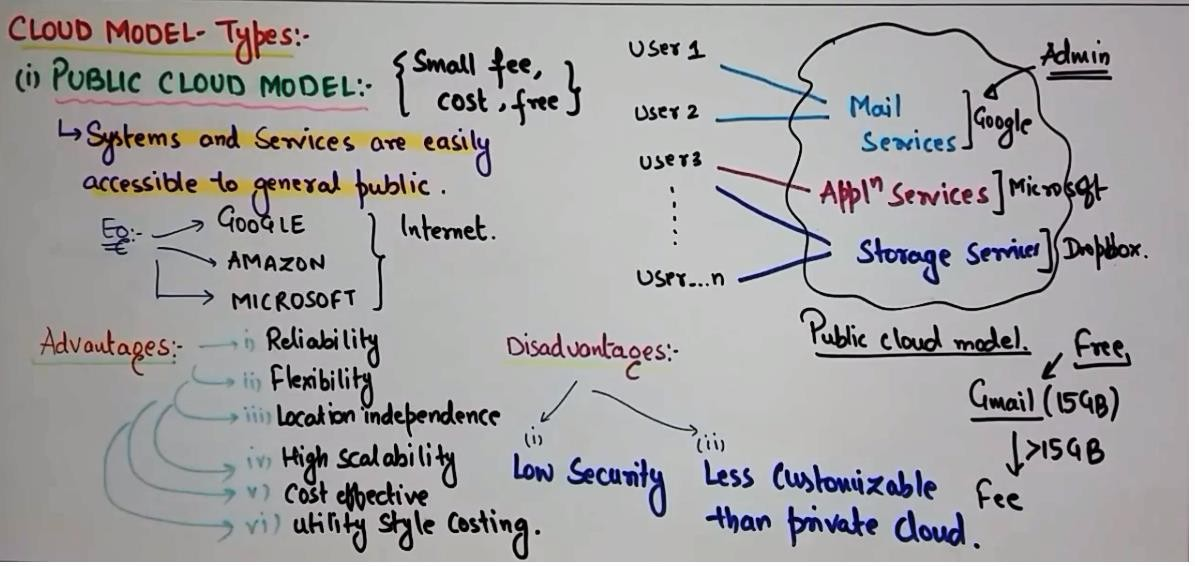 CLOUD MODEL- Types:-
(i) PUBLIC CLOUD MODEL:- {Small fee,
cost, free}
↳ Systems and Services are easily
accessible to general public.
Eg:- GOOGLE
AMAZON
MICROSOFT
Internet.
User 1
User 2
User 3
User...n
Admin
Mail
Services] Google
Applⁿ Services] Microsoft
Storage Services] Dropbox.
Public cloud model.
Free,
Gmail (15GB)
↓ >15GB
Fee
Advantages:- i) Reliability
ii) Flexibility
iii) Location independence
iv) High scalability
v) Cost effective
vi) utility style costing.
Disadvantages:-
(i)
Low Security
(ii)
Less Customizable
than private cloud.